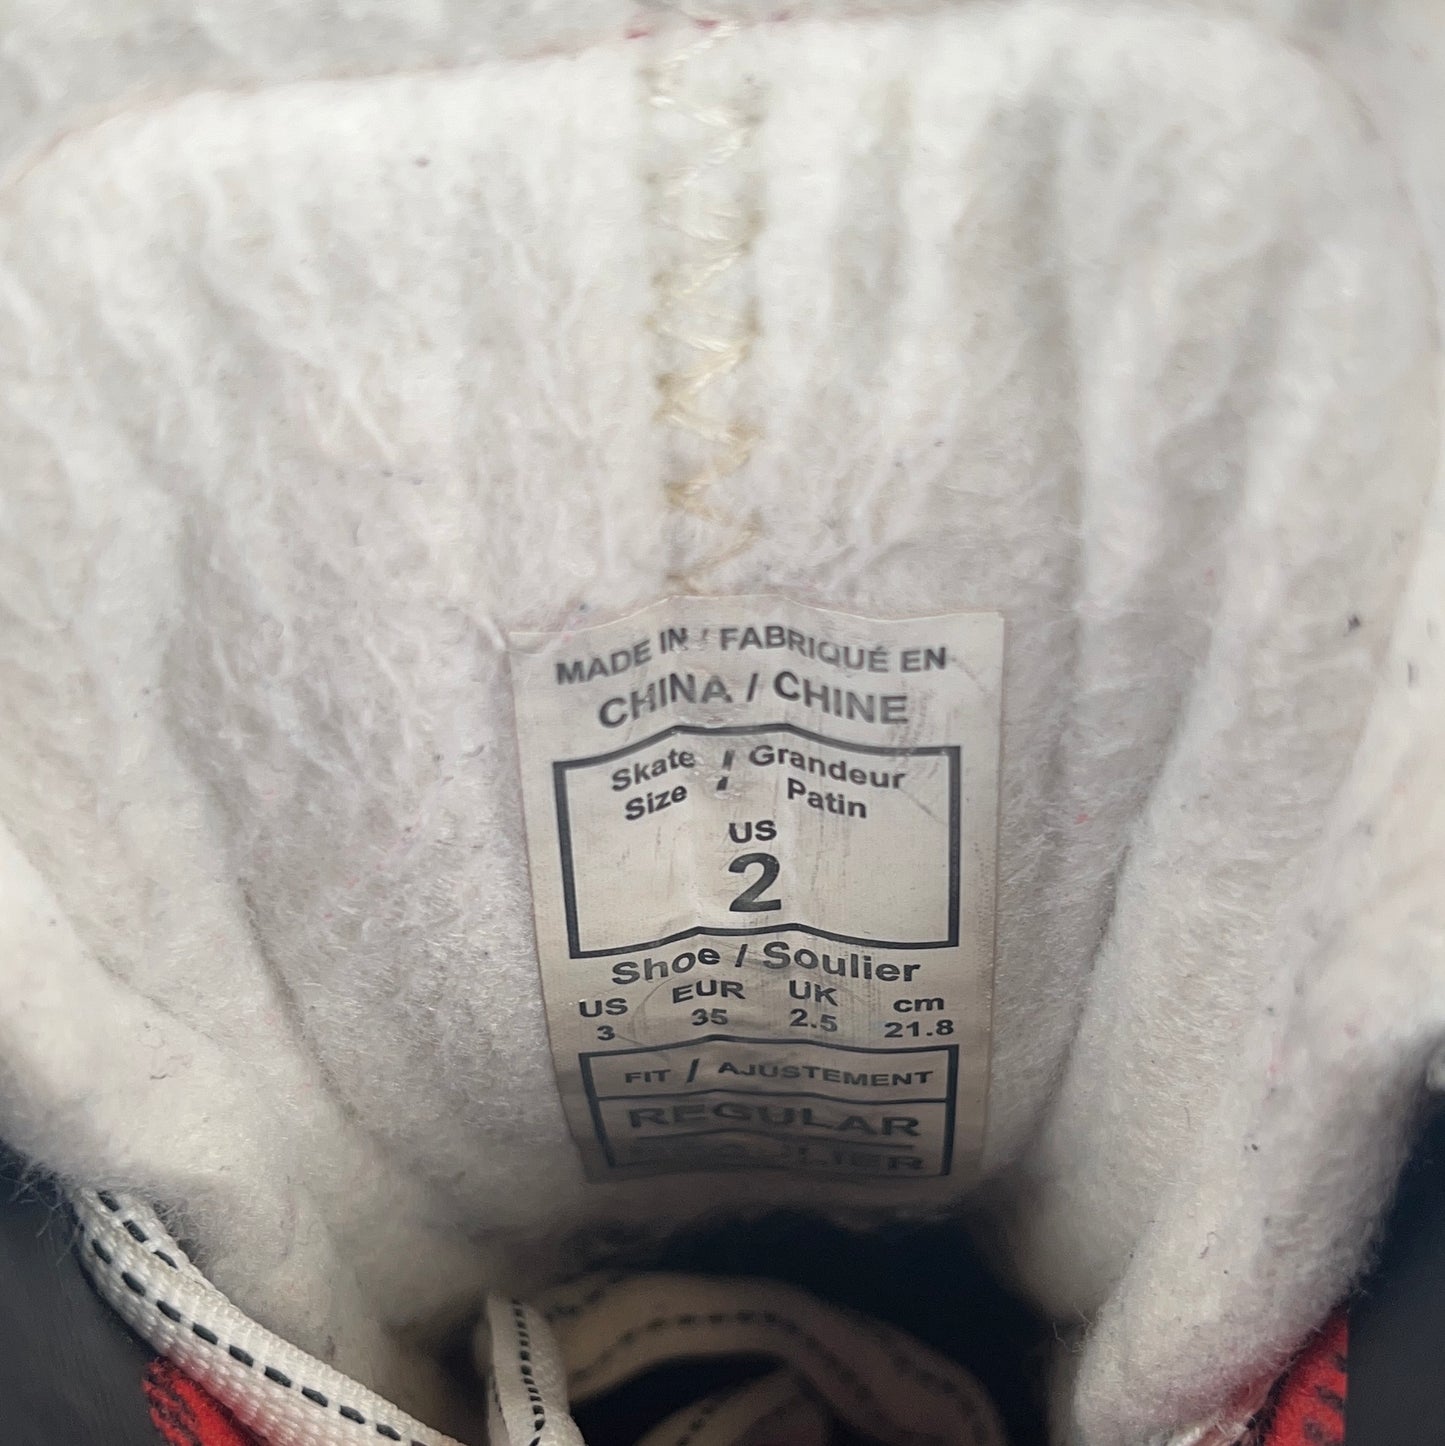 MADE IN / FABRIQUÉ EN
CHINA / CHINE
Skate Size / Grandeur Patin
US
2
Shoe / Soulier
US EUR UK cm
3 35 2.5 21.8
FIT / AJUSTEMENT
REGULAR